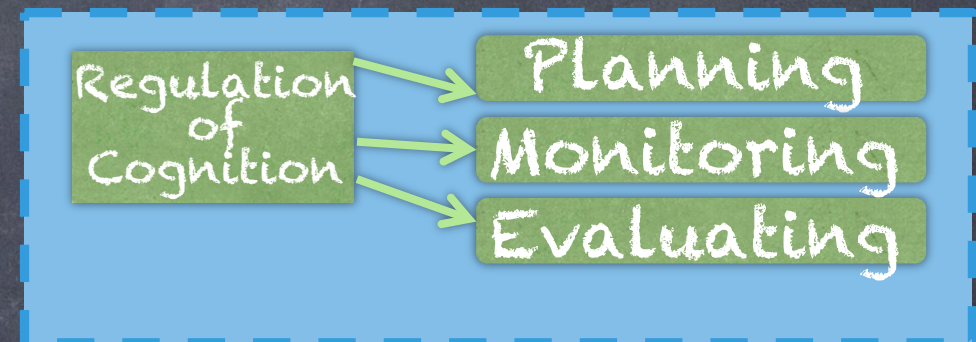 Regulation
of
Cognition
Planning
Monitoring
Evaluating